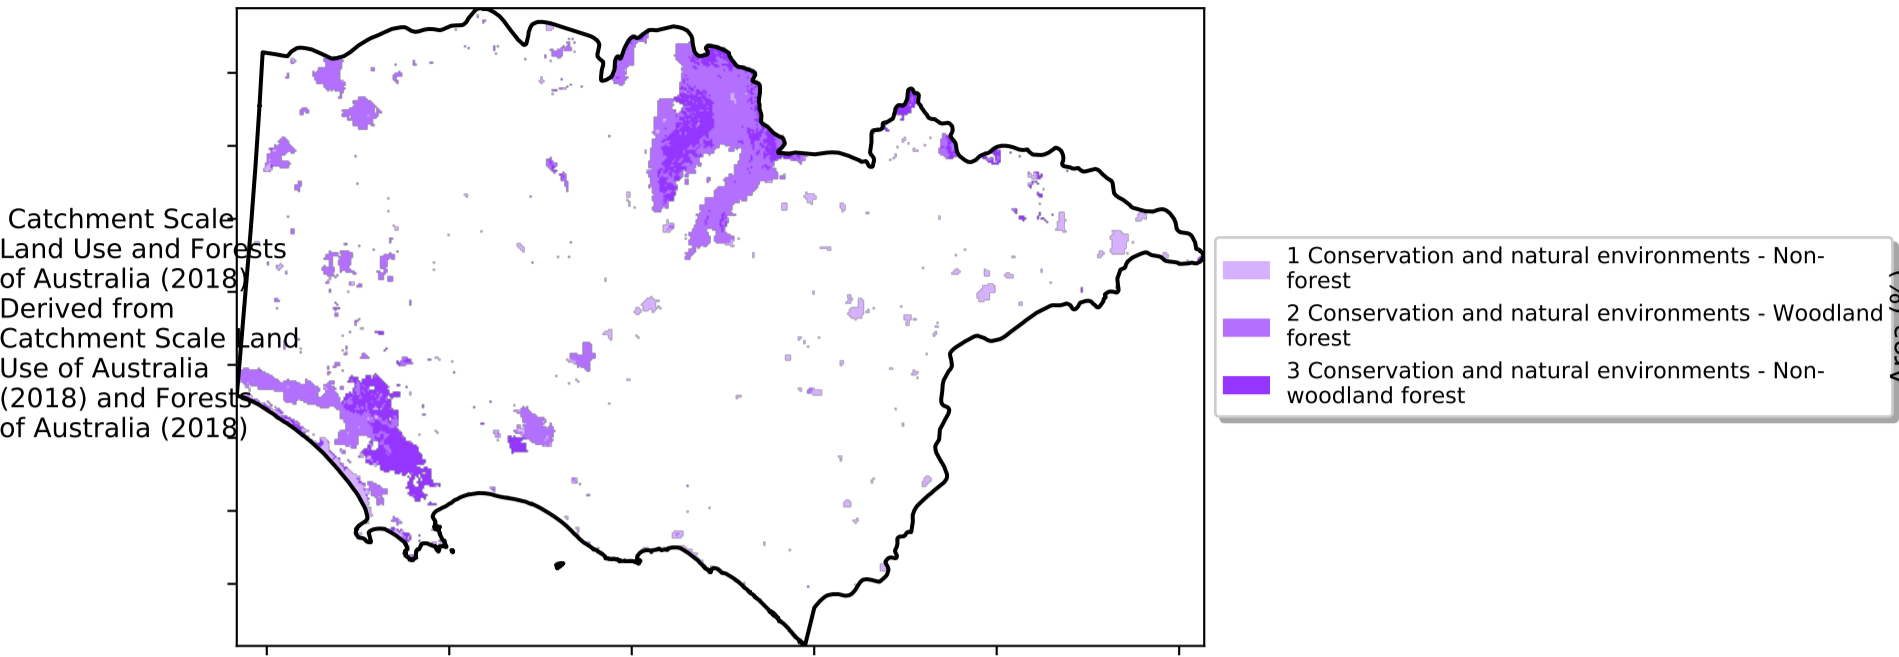 Catchment Scale
Land Use and Forests
of Australia (2018)
Derived from
Catchment Scale Land
Use of Australia
(2018) and Forests
of Australia (2018)
1 Conservation and natural environments - Non-
forest
2 Conservation and natural environments - Woodland
forest
3 Conservation and natural environments - Non-
woodland forest